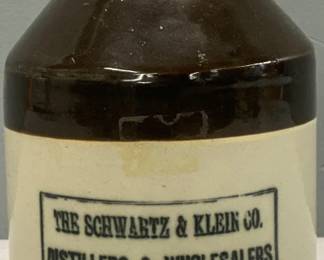 THE SCHWARTZ & KLEIN CO.
DISTILLERS & WHOLESALERS